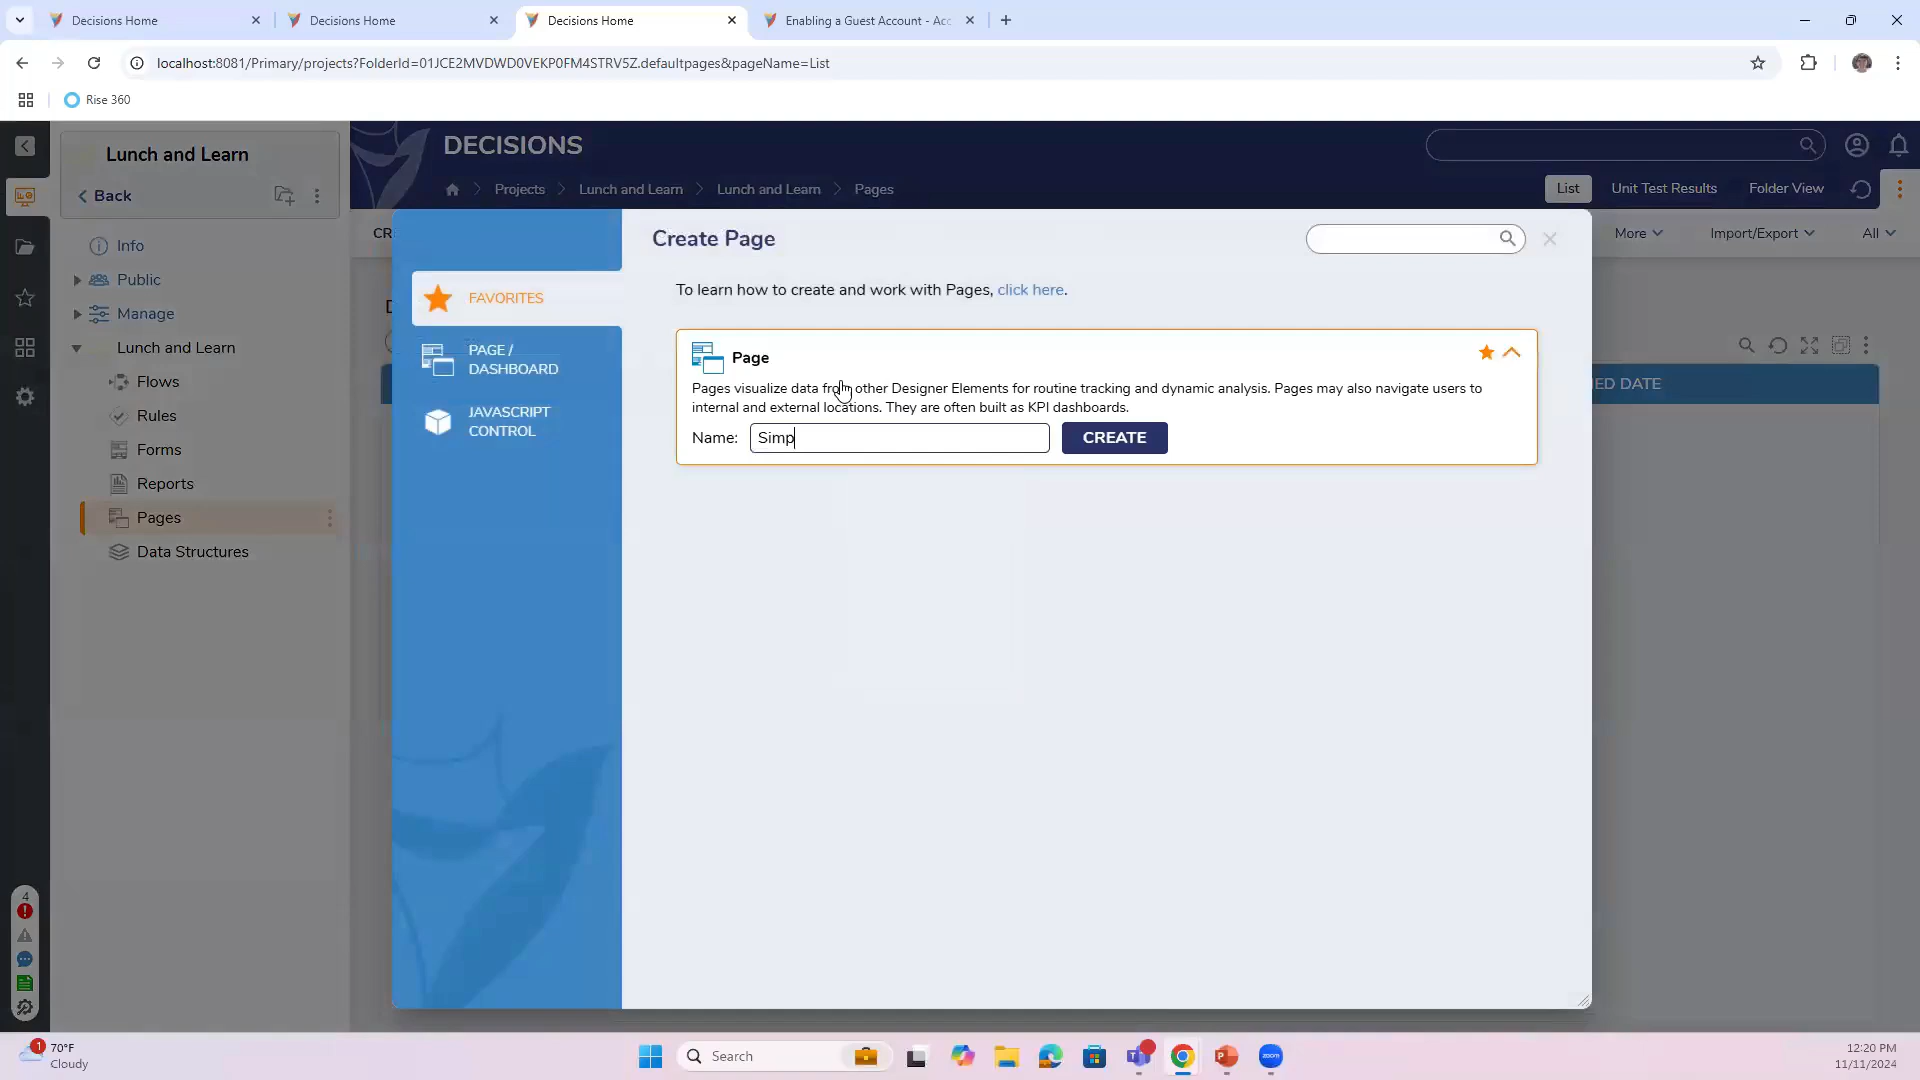 Decisions Home
Decisions Home
Decisions Home
Enabling a Guest Account - Acc
localhost:8081/Primary/projects?FolderId=01JCE2MVDWD0VEKP0FM4STRV5Z.defaultpages&pageName=List
Rise 360
Lunch and Learn
Back
DECISIONS
Projects
Lunch and Learn
Lunch and Learn
Pages
List
Unit Test Results
Folder View
CR
More
Import/Export
All
Info
Public
Manage
Lunch and Learn
Flows
Rules
Forms
Reports
Pages
Data Structures
4
D
ED DATE
Create Page
FAVORITES
PAGE /
DASHBOARD
JAVASCRIPT
CONTROL
To learn how to create and work with Pages, click here.
Page
Pages visualize data from other Designer Elements for routine tracking and dynamic analysis. Pages may also navigate users to
internal and external locations. They are often built as KPI dashboards.
Name:
Simp
CREATE
1
70°F
Cloudy
Search
zoom
12:20 PM
11/11/2024